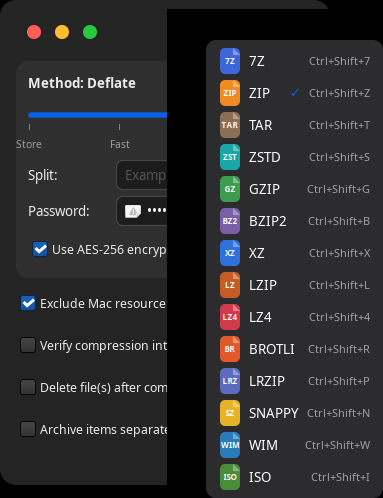 Method: Deflate
Store Fast
Split: Examp
Password: ••••
Use AES-256 encryp
Exclude Mac resource
Verify compression int
Delete file(s) after com
Archive items separate
7Z 7Z Ctrl+Shift+7
ZIP ZIP ✓ Ctrl+Shift+Z
TAR TAR Ctrl+Shift+T
ZST ZSTD Ctrl+Shift+S
GZ GZIP Ctrl+Shift+G
BZ2 BZIP2 Ctrl+Shift+B
XZ XZ Ctrl+Shift+X
LZ LZIP Ctrl+Shift+L
LZ4 LZ4 Ctrl+Shift+4
BR BROTLI Ctrl+Shift+R
LRZ LRZIP Ctrl+Shift+P
SZ SNAPPY Ctrl+Shift+N
WIM WIM Ctrl+Shift+W
ISO ISO Ctrl+Shift+I